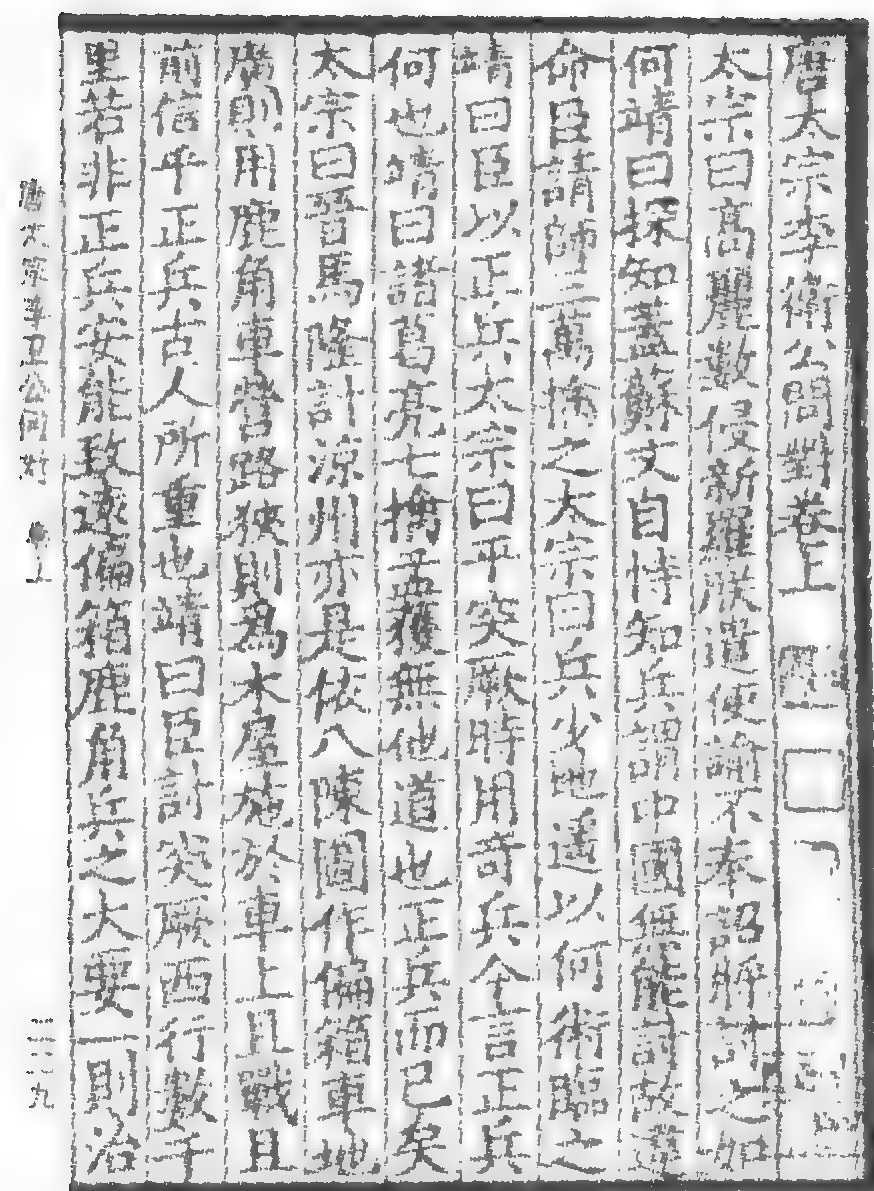 唐太宗李衛公問對卷上
太宗曰高麗數侵新羅朕遣使諭不奉詔將討之如
何靖曰探知蓋蘇文自恃知兵謂中國無能討故違
命臣請師三萬擒之太宗曰兵少地遙以何術臨之
靖曰臣以正兵太宗曰平突厥時用奇兵今言正兵
何也靖曰諸葛亮七擒孟獲無他道也正兵而已矣
太宗曰晉馬隆討涼州亦是依八陳圖作偏箱車地
廣則用鹿角車營路狹則爲木屋施於車上且戰且
前信乎正兵古人所重也靖曰臣討突厥西行數千
里若非正兵安能致遠偏箱鹿角兵之大要一則治
唐太宗李卫公问对 卷上